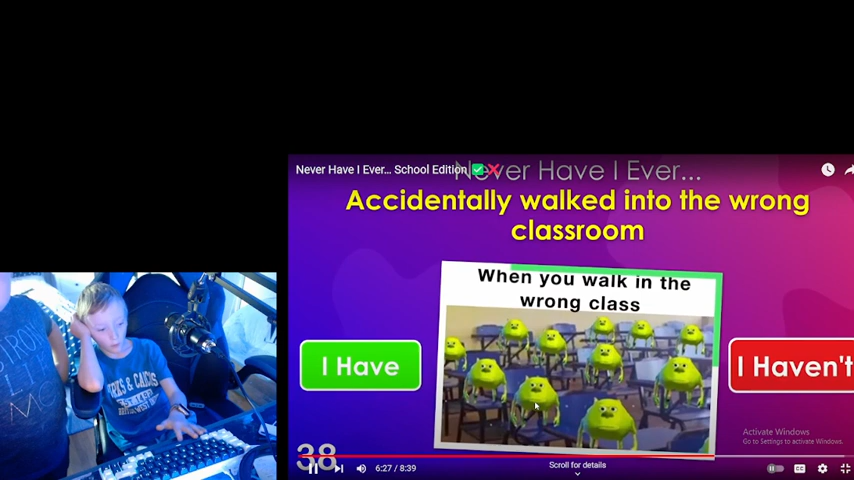 Never Have I Ever... School Edition ✅❌
Never Have I Ever...
Accidentally walked into the wrong
classroom
When you walk in the
wrong class
I Have
I Haven't
38
Activate Windows
Go to Settings to activate Windows.
6:27 / 8:39
Scroll for details